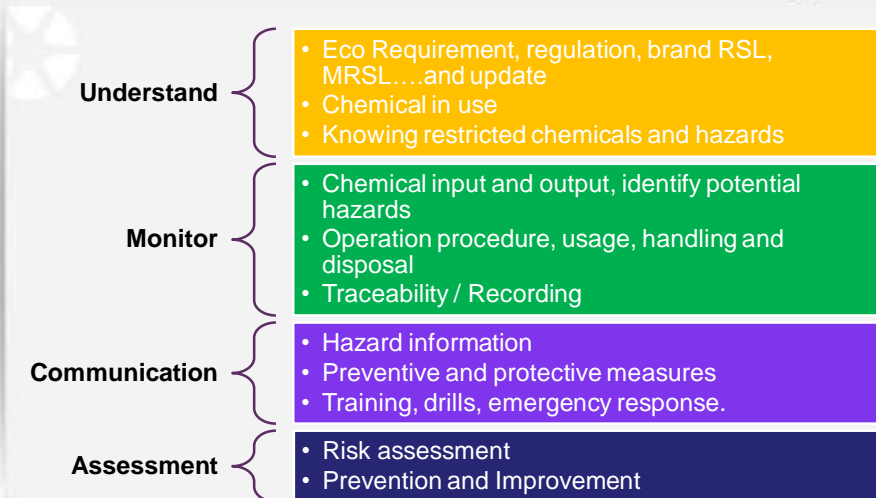 Understand
• Eco Requirement, regulation, brand RSL,
MRSL….and update
• Chemical in use
• Knowing restricted chemicals and hazards
Monitor
• Chemical input and output, identify potential
hazards
• Operation procedure, usage, handling and
disposal
• Traceability / Recording
Communication
• Hazard information
• Preventive and protective measures
• Training, drills, emergency response.
Assessment
• Risk assessment
• Prevention and Improvement